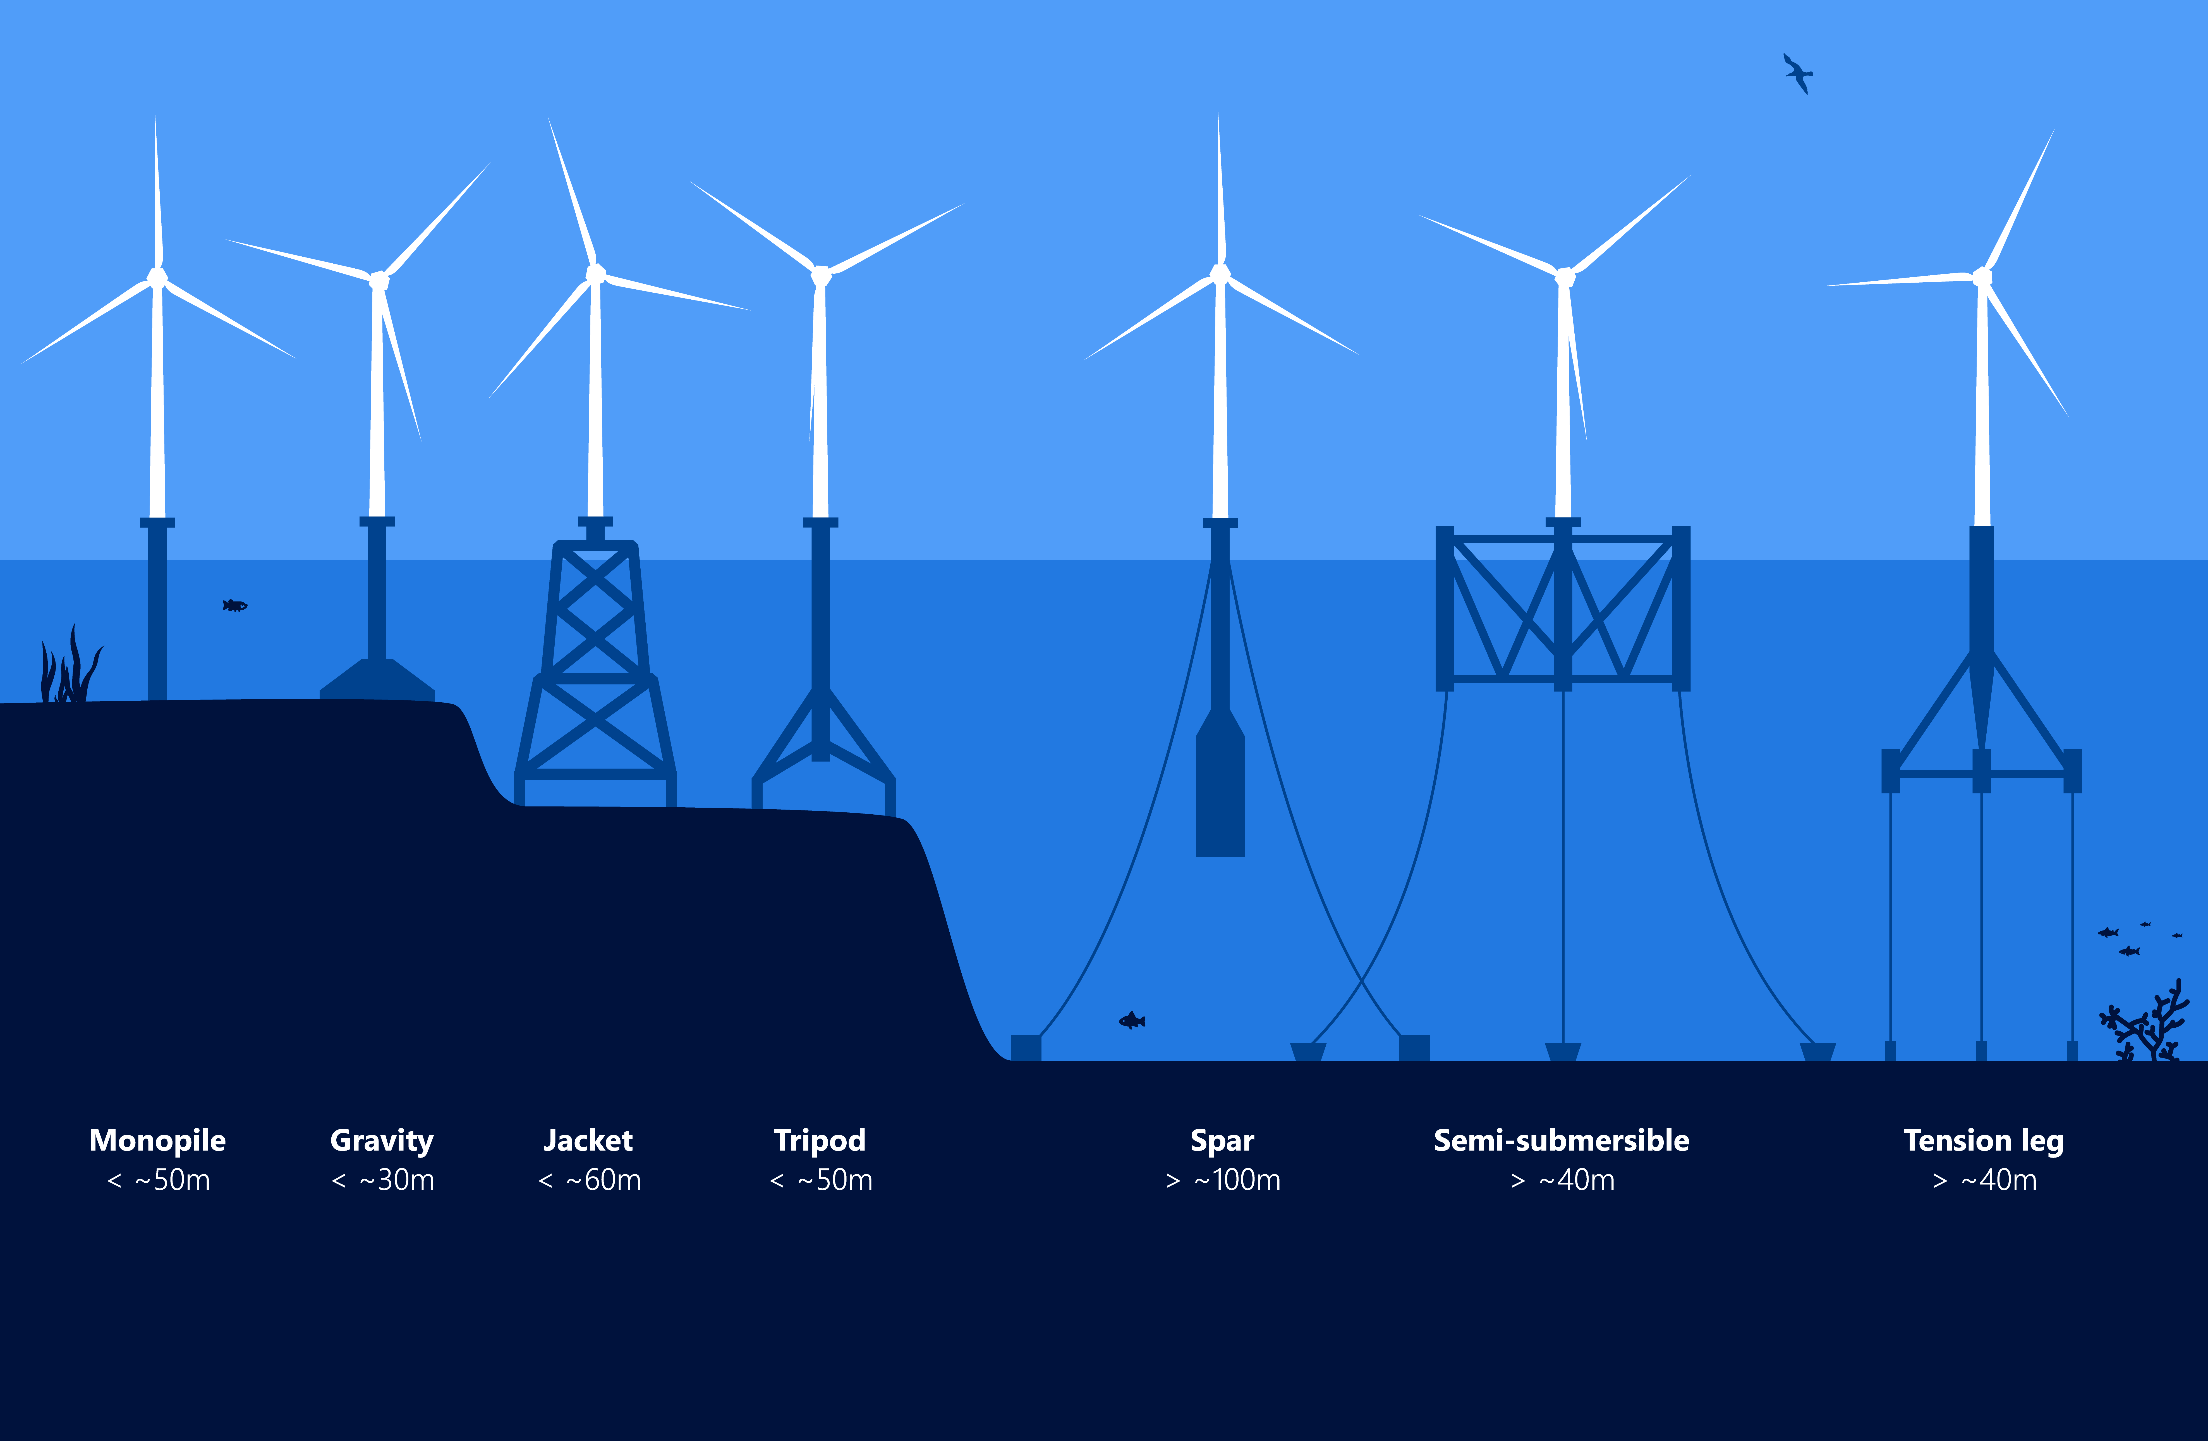 Monopile
< ~50m
Gravity
< ~30m
Jacket
< ~60m
Tripod
< ~50m
Spar
> ~100m
Semi-submersible
> ~40m
Tension leg
> ~40m